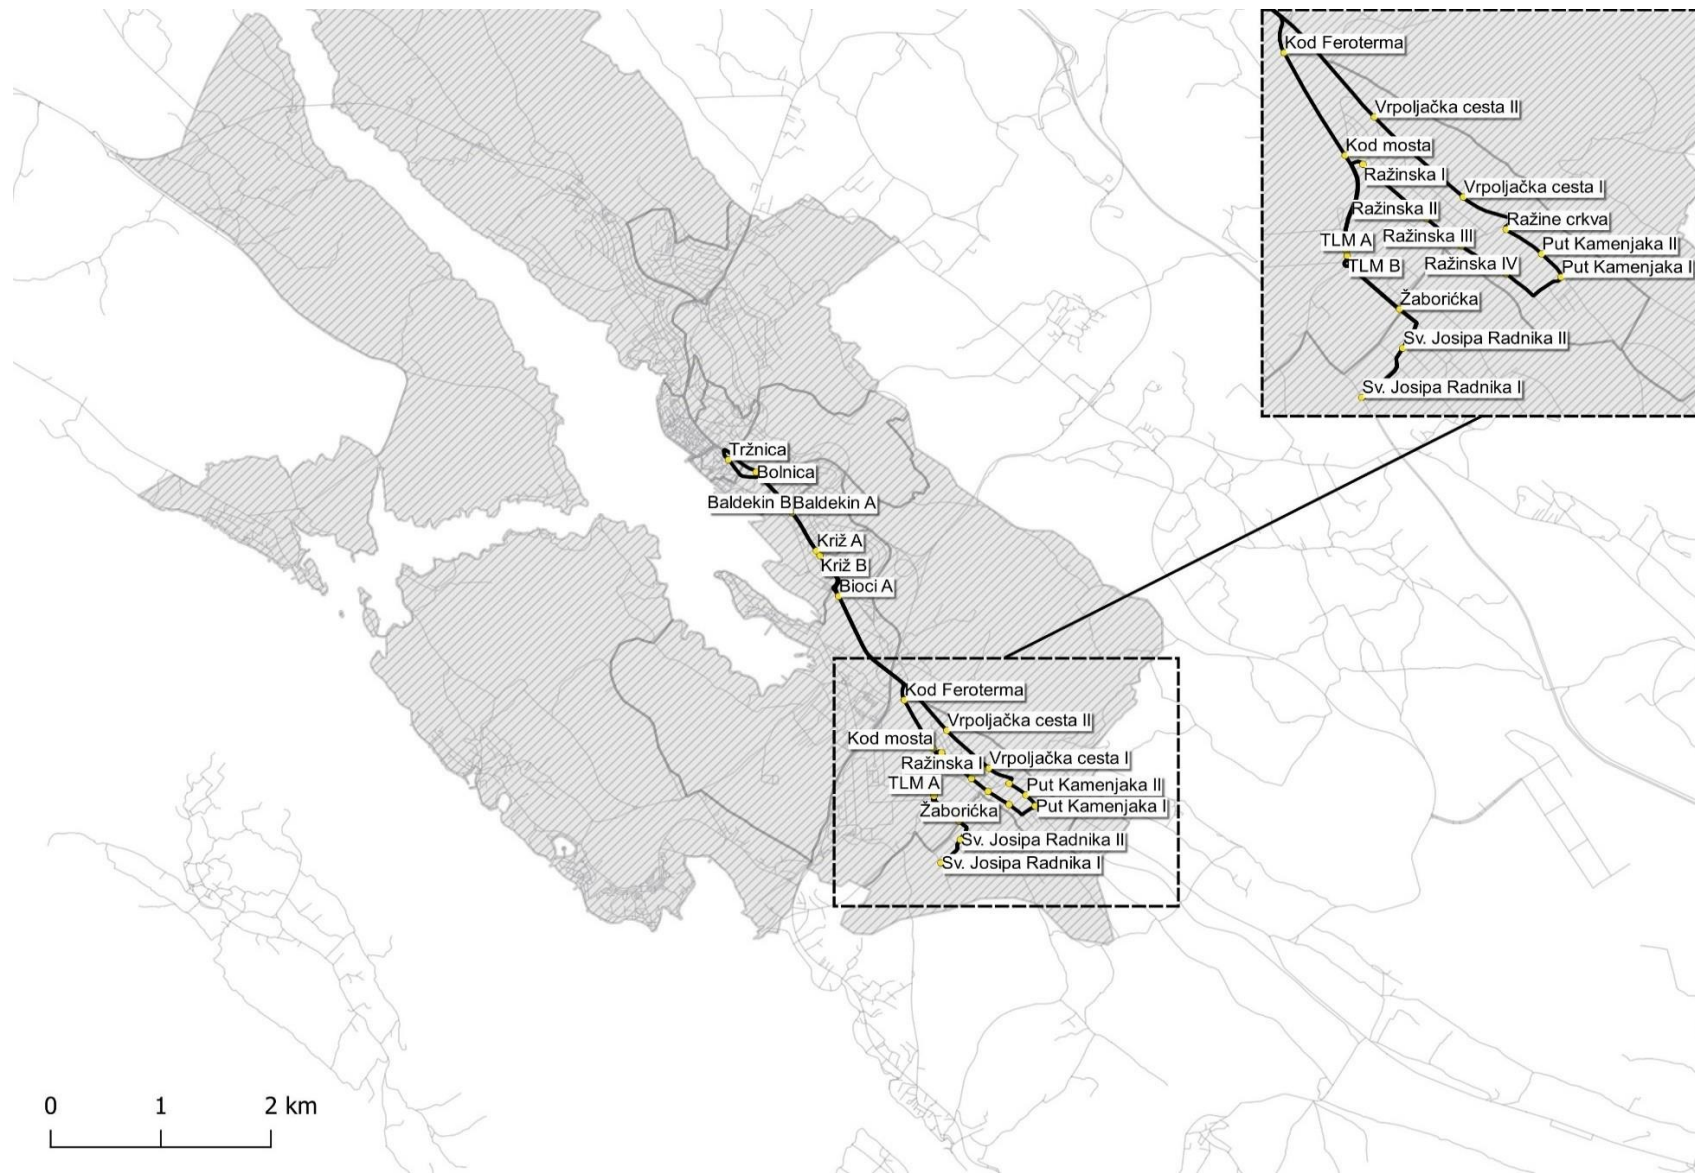 Kod Feroterma
Vrpoljačka cesta II
Kod mosta
Ražinska I
Vrpoljačka cesta I
Ražinska II
Ražine crkva
Ražinska III
TLM A
Put Kamenjaka II
Ražinska IV
TLM B
Put Kamenjaka I
Žaborićka
Sv. Josipa Radnika II
Sv. Josipa Radnika I
Tržnica
Bolnica
Baldekin B
Baldekin A
Križ A
Križ B
Bioci A
Kod Feroterma
Vrpoljačka cesta II
Kod mosta
Vrpoljačka cesta I
Ražinska I
TLM A
Put Kamenjaka II
Put Kamenjaka I
Žaborićka
Sv. Josipa Radnika II
Sv. Josipa Radnika I
0 1 2 km